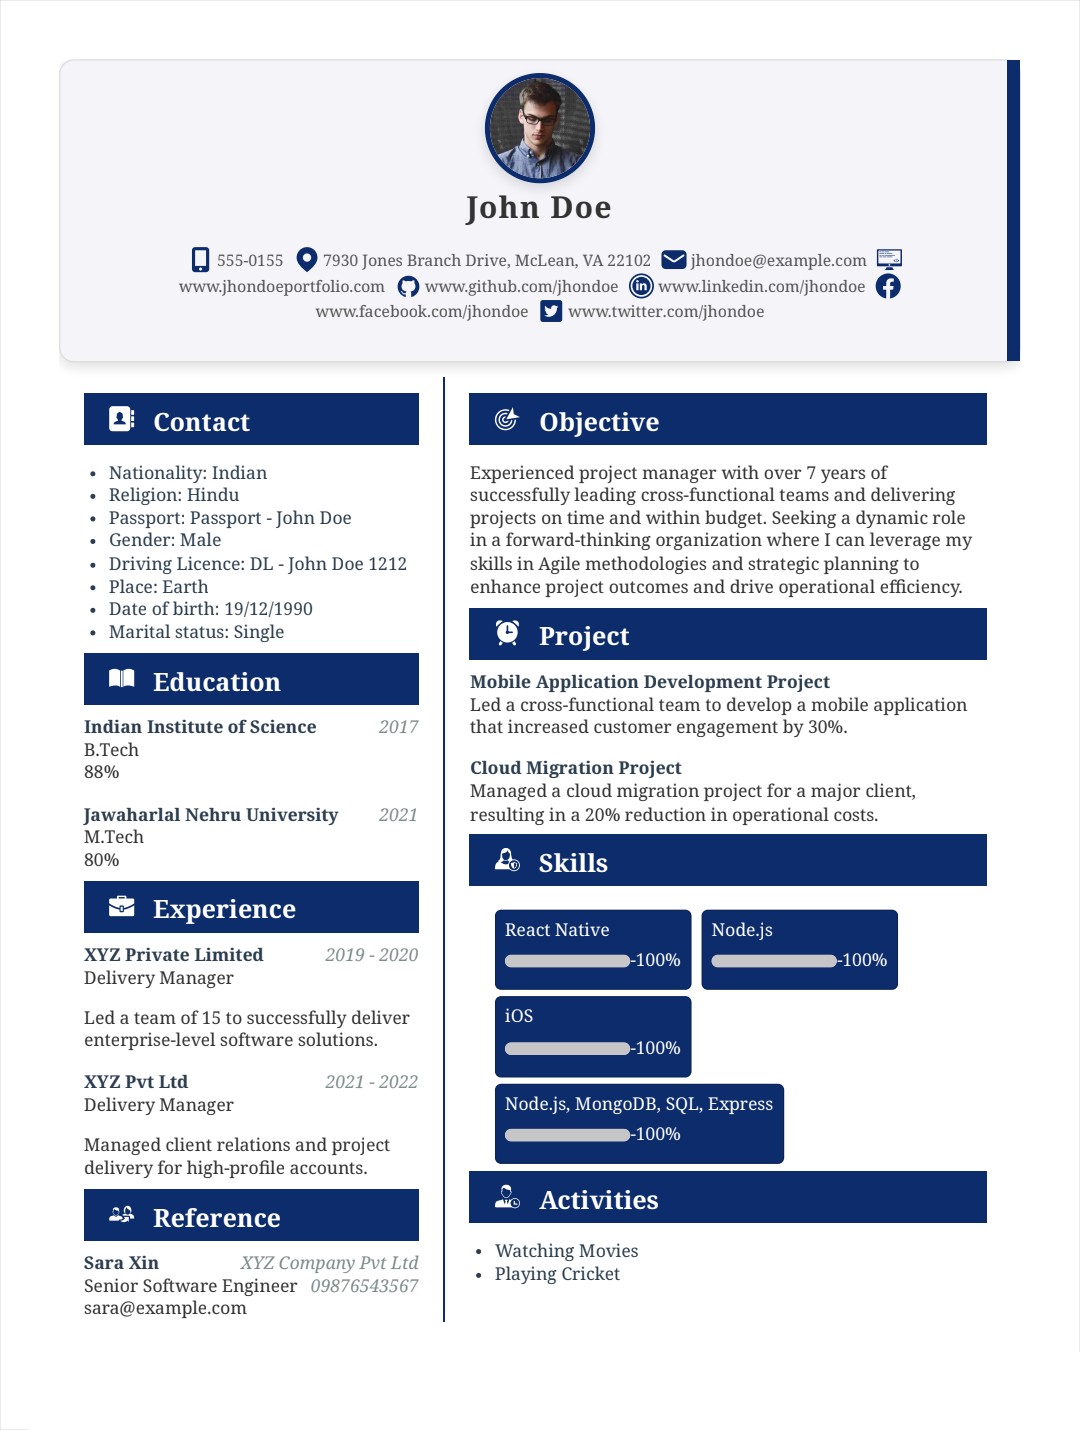 John Doe
555-0155 7930 Jones Branch Drive, McLean, VA 22102 jhondoe@example.com
www.jhondoeportfolio.com www.github.com/jhondoe www.linkedin.com/jhondoe
www.facebook.com/jhondoe www.twitter.com/jhondoe
Contact
• Nationality: Indian
• Religion: Hindu
• Passport: Passport - John Doe
• Gender: Male
• Driving Licence: DL - John Doe 1212
• Place: Earth
• Date of birth: 19/12/1990
• Marital status: Single
Education
Indian Institute of Science 2017
B.Tech
88%
Jawaharlal Nehru University 2021
M.Tech
80%
Experience
XYZ Private Limited 2019 - 2020
Delivery Manager
Led a team of 15 to successfully deliver
enterprise-level software solutions.
XYZ Pvt Ltd 2021 - 2022
Delivery Manager
Managed client relations and project
delivery for high-profile accounts.
Reference
Sara Xin XYZ Company Pvt Ltd
Senior Software Engineer 09876543567
sara@example.com
Objective
Experienced project manager with over 7 years of
successfully leading cross-functional teams and delivering
projects on time and within budget. Seeking a dynamic role
in a forward-thinking organization where I can leverage my
skills in Agile methodologies and strategic planning to
enhance project outcomes and drive operational efficiency.
Project
Mobile Application Development Project
Led a cross-functional team to develop a mobile application
that increased customer engagement by 30%.
Cloud Migration Project
Managed a cloud migration project for a major client,
resulting in a 20% reduction in operational costs.
Skills
React Native Node.js
-100% -100%
iOS
-100%
Node.js, MongoDB, SQL, Express
-100%
Activities
• Watching Movies
• Playing Cricket